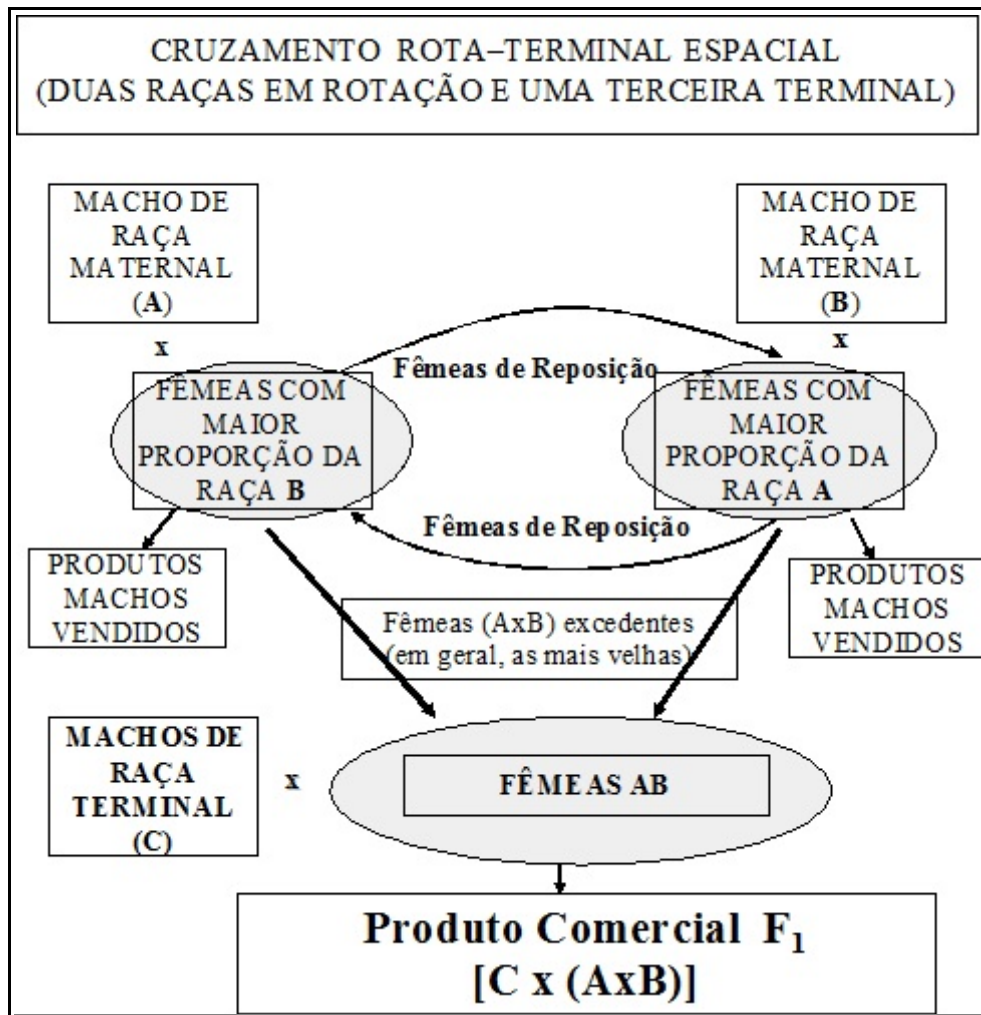 CRUZAMENTO ROTA–TERMINAL ESPACIAL
(DUAS RAÇAS EM ROTAÇÃO E UMA TERCEIRA TERMINAL)
MACHO DE
RAÇA
MATERNAL
(A)
x
MACHO DE
RAÇA
MATERNAL
(B)
x
Fêmeas de Reposição
FÊMEAS COM
MAIOR
PROPORÇÃO DA
RAÇA B
FÊMEAS COM
MAIOR
PROPORÇÃO DA
RAÇA A
Fêmeas de Reposição
PRODUTOS
MACHOS
VENDIDOS
PRODUTOS
MACHOS
VENDIDOS
Fêmeas (AxB) excedentes
(em geral, as mais velhas)
MACHOS DE
RAÇA
TERMINAL
(C)
x
FÊMEAS AB
Produto Comercial F₁
[C x (AxB)]